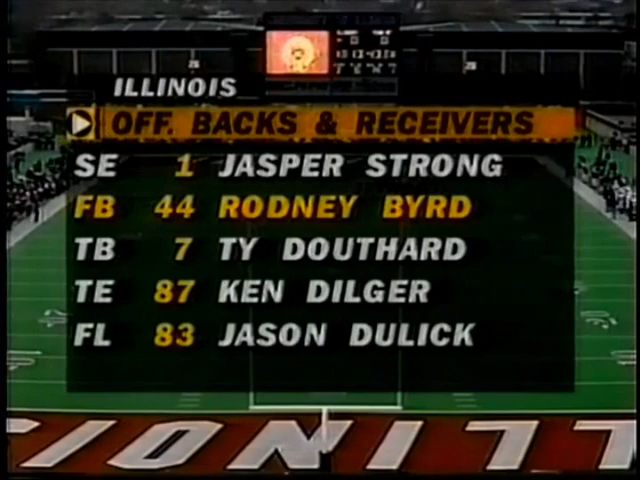 ILLINOIS
OFF. BACKS & RECEIVERS
SE 1 JASPER STRONG
FB 44 RODNEY BYRD
TB 7 TY DOUTHARD
TE 87 KEN DILGER
FL 83 JASON DULICK
LLINOI